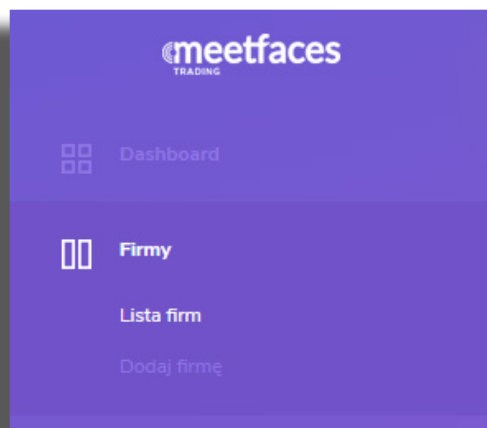 meetfaces
TRADING
Dashboard
Firmy
Lista firm
Dodaj firmę